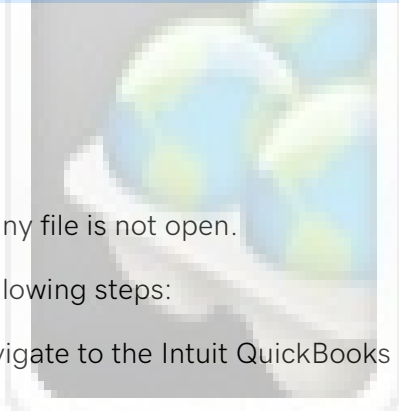 ny file is not open.
lowing steps:
vigate to the Intuit QuickBooks